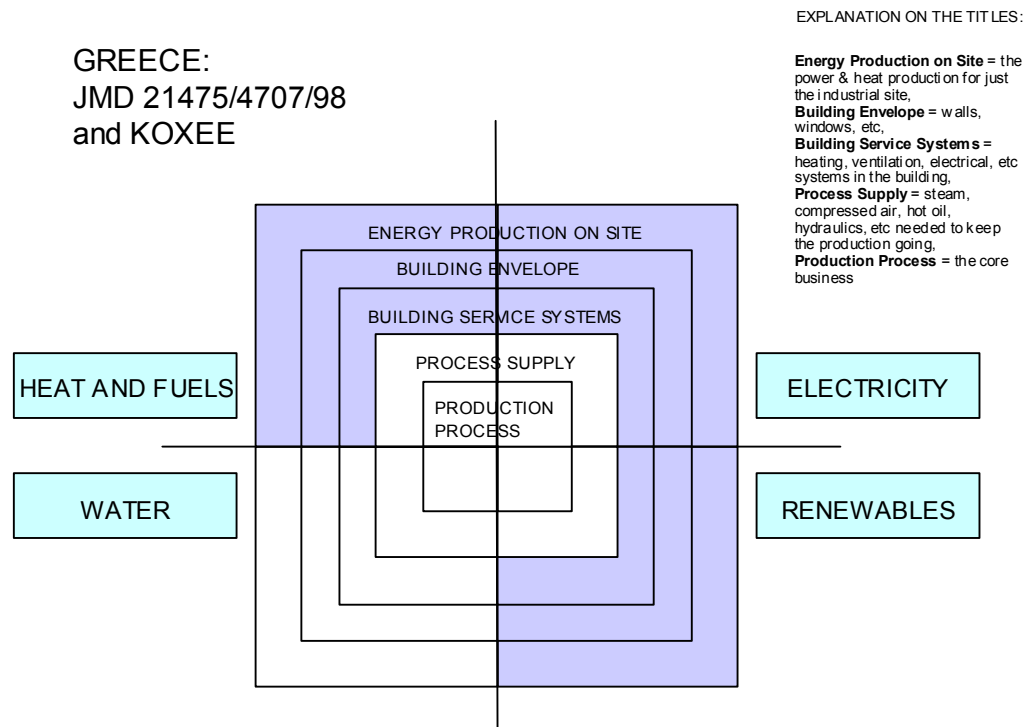 EXPLANATION ON THE TITLES:
GREECE:
JMD 21475/4707/98
and KOXEE
Energy Production on Site = the
power & heat production for just
the industrial site,
Building Envelope = walls,
windows, etc,
Building Service Systems =
heating, ventilation, electrical, etc
systems in the building,
Process Supply = steam,
compressed air, hot oil,
hydraulics, etc needed to keep
the production going,
Production Process = the core
business
ENERGY PRODUCTION ON SITE
BUILDING ENVELOPE
BUILDING SERVICE SYSTEMS
PROCESS SUPPLY
PRODUCTION
PROCESS
HEAT AND FUELS
ELECTRICITY
WATER
RENEWABLES